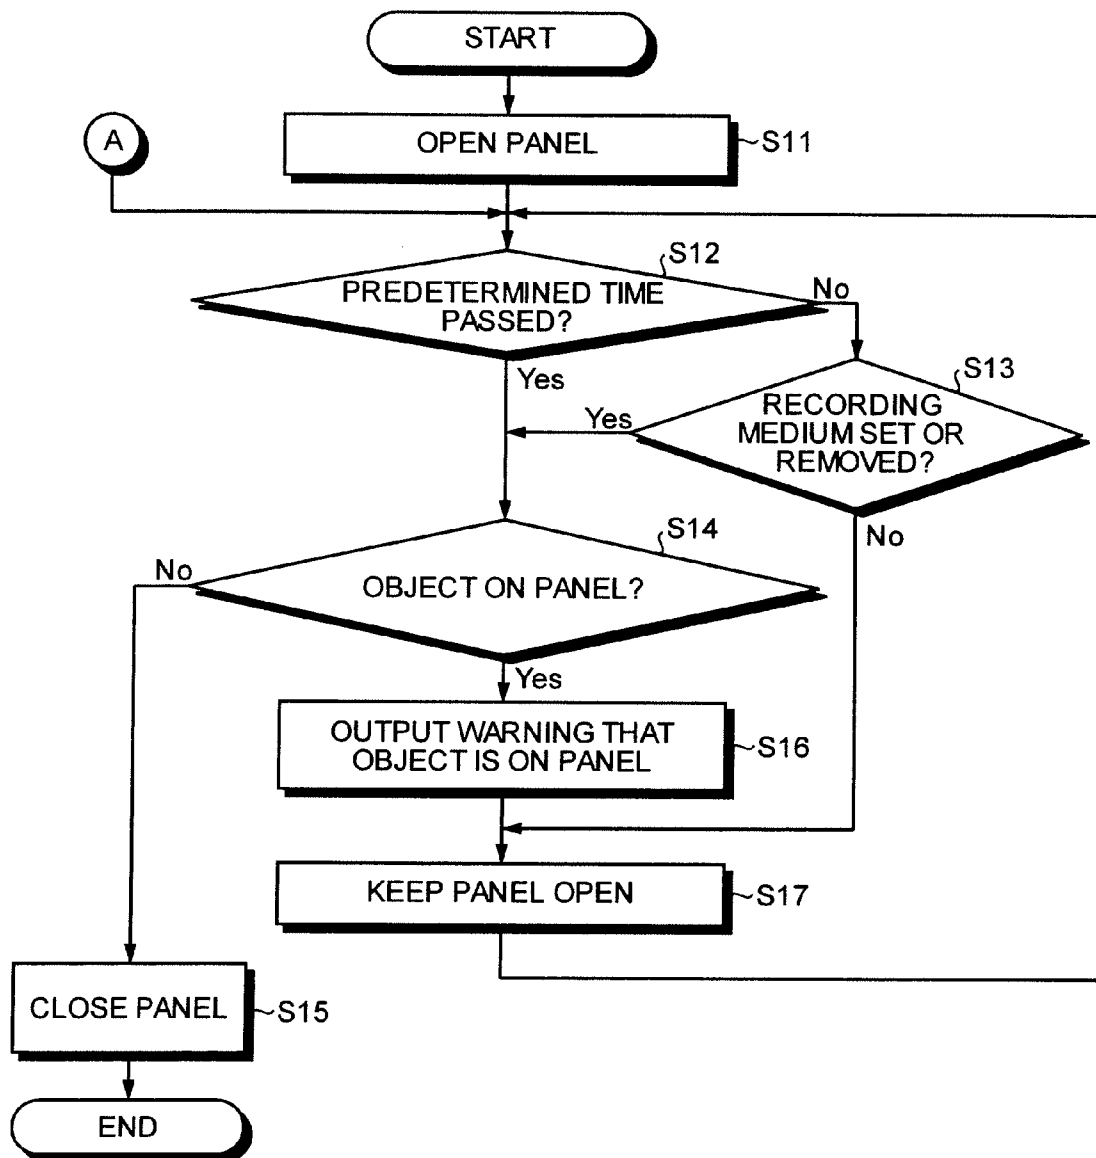 START
A
OPEN PANEL
S11
S12
PREDETERMINED TIME
PASSED?
No
Yes
S13
RECORDING
MEDIUM SET OR
REMOVED?
Yes
No
S14
OBJECT ON PANEL?
No
Yes
OUTPUT WARNING THAT
OBJECT IS ON PANEL
S16
KEEP PANEL OPEN
S17
CLOSE PANEL
S15
END